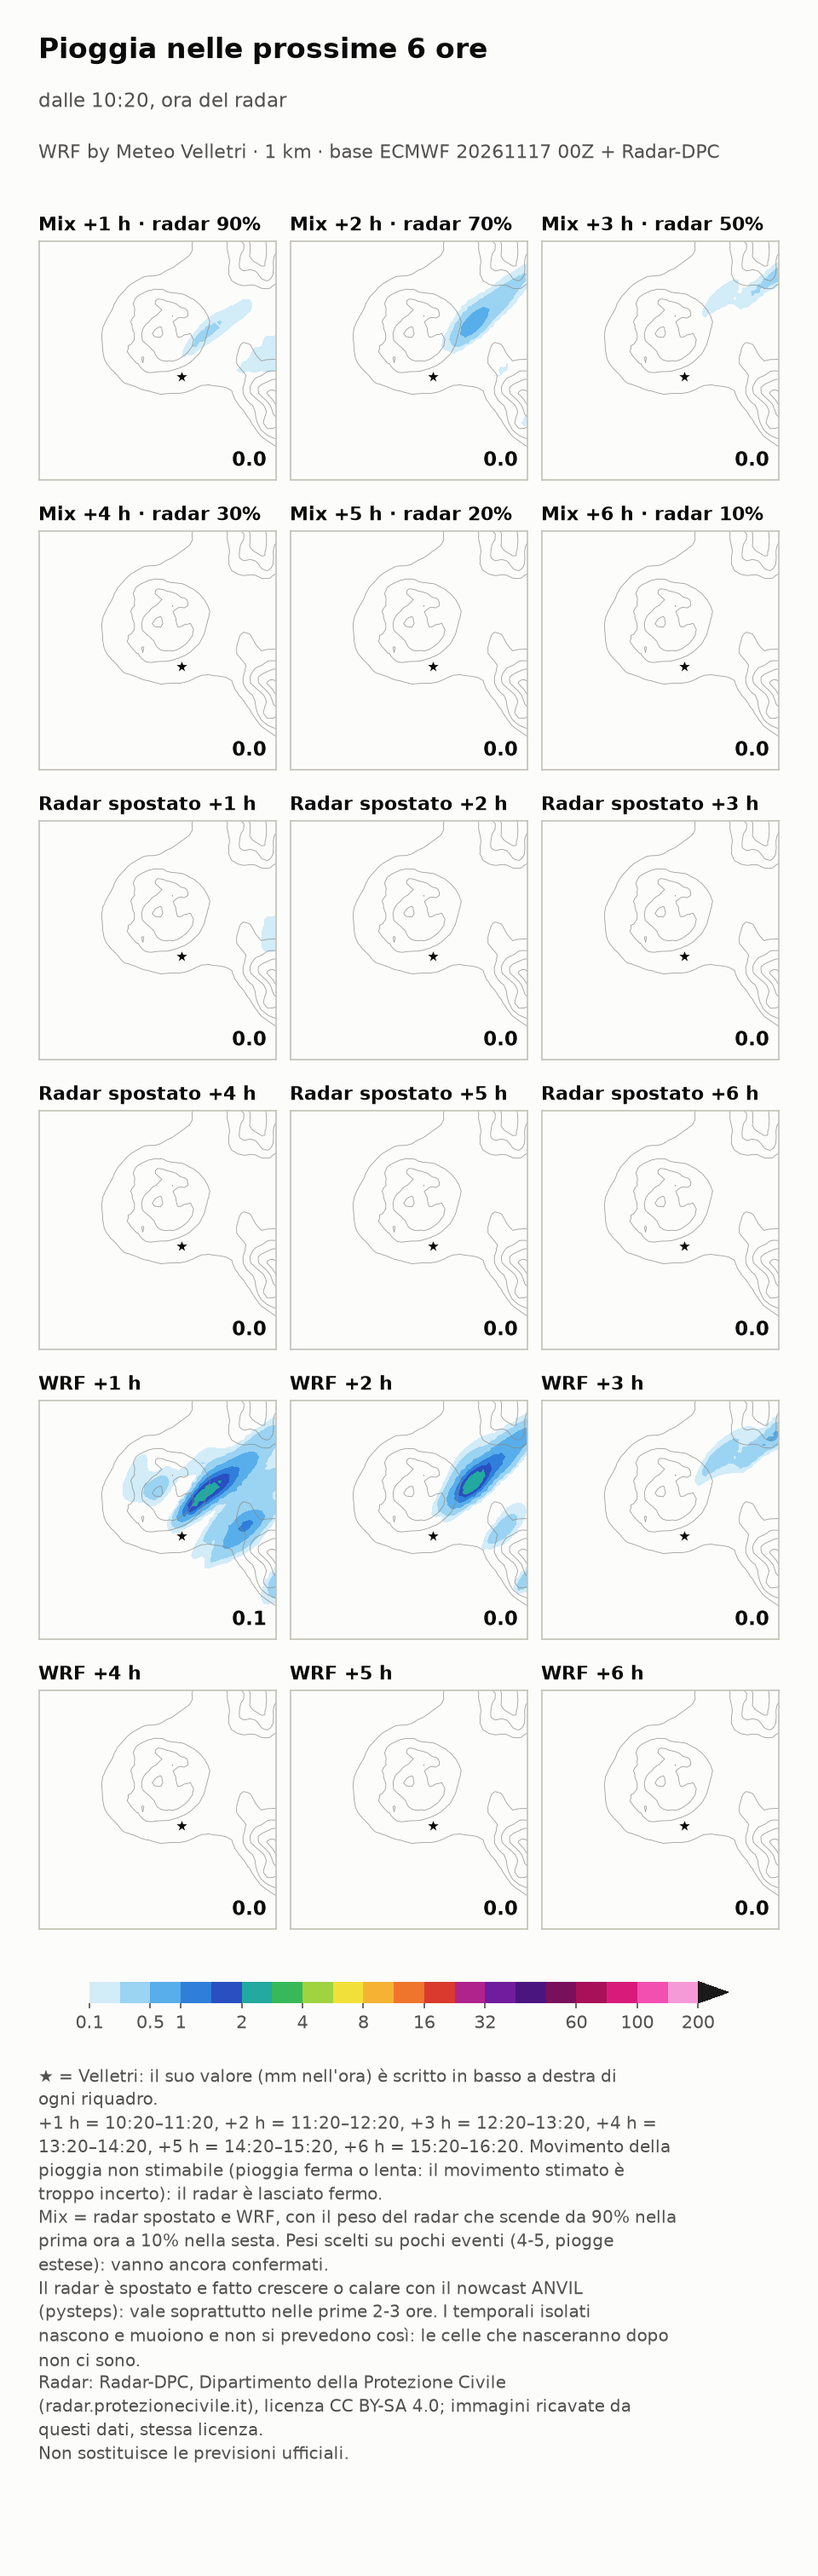 Pioggia nelle prossime 6 ore
dalle 10:20, ora del radar
WRF by Meteo Velletri · 1 km · base ECMWF 20261117 00Z + Radar-DPC
Mix +1 h · radar 90%
Mix +2 h · radar 70%
Mix +3 h · radar 50%
0.0
0.0
0.0
Mix +4 h · radar 30%
Mix +5 h · radar 20%
Mix +6 h · radar 10%
0.0
0.0
0.0
Radar spostato +1 h
Radar spostato +2 h
Radar spostato +3 h
0.0
0.0
0.0
Radar spostato +4 h
Radar spostato +5 h
Radar spostato +6 h
0.0
0.0
0.0
WRF +1 h
WRF +2 h
WRF +3 h
0.1
0.0
0.0
WRF +4 h
WRF +5 h
WRF +6 h
0.0
0.0
0.0
0.1 0.5 1 2 4 8 16 32 60 100 200
★ = Velletri: il suo valore (mm nell'ora) è scritto in basso a destra di
ogni riquadro.
+1 h = 10:20–11:20, +2 h = 11:20–12:20, +3 h = 12:20–13:20, +4 h =
13:20–14:20, +5 h = 14:20–15:20, +6 h = 15:20–16:20. Movimento della
pioggia non stimabile (pioggia ferma o lenta: il movimento stimato è
troppo incerto): il radar è lasciato fermo.
Mix = radar spostato e WRF, con il peso del radar che scende da 90% nella
prima ora a 10% nella sesta. Pesi scelti su pochi eventi (4-5, piogge
estese): vanno ancora confermati.
Il radar è spostato e fatto crescere o calare con il nowcast ANVIL
(pysteps): vale soprattutto nelle prime 2-3 ore. I temporali isolati
nascono e muoiono e non si prevedono così: le celle che nasceranno dopo
non ci sono.
Radar: Radar-DPC, Dipartimento della Protezione Civile
(radar.protezionecivile.it), licenza CC BY-SA 4.0; immagini ricavate da
questi dati, stessa licenza.
Non sostituisce le previsioni ufficiali.